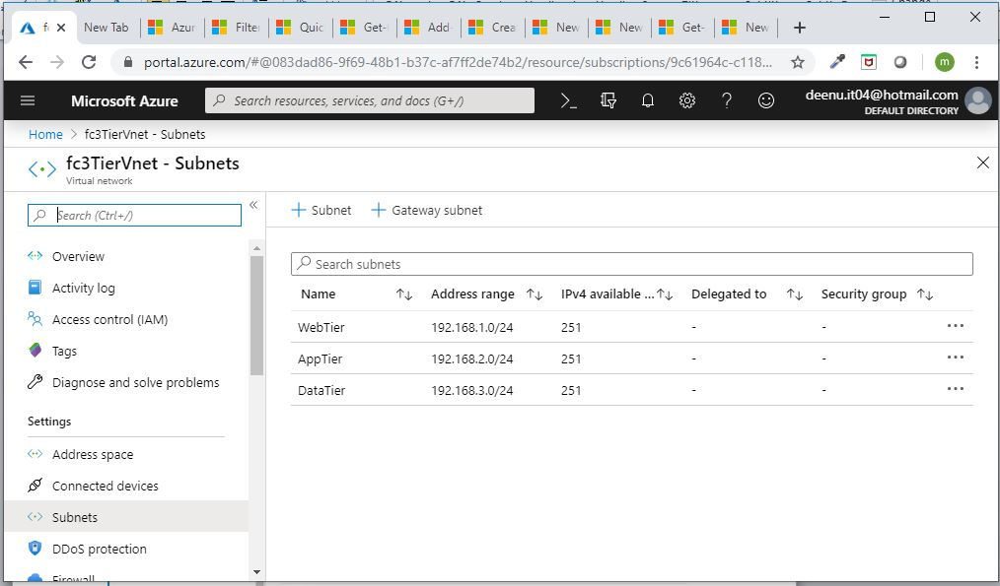 New Tab
Azur
Filter
Quic
Get-
Add-
Crea
New
New
Get-
New
portal.azure.com/#@083dad86-9f69-48b1-b37c-af7ff2de74b2/resource/subscriptions/9c61964c-c118...
m
Microsoft Azure
Search resources, services, and docs (G+/)
deenu.it04@hotmail.com
DEFAULT DIRECTORY
Home > fc3TierVnet - Subnets
fc3TierVnet - Subnets
Virtual network
Search (Ctrl+/)
Overview
Activity log
Access control (IAM)
Tags
Diagnose and solve problems
Settings
Address space
Connected devices
Subnets
DDoS protection
Firewall
+ Subnet
+ Gateway subnet
Search subnets
Name Address range IPv4 available ... Delegated to Security group
WebTier 192.168.1.0/24 251 - - ...
AppTier 192.168.2.0/24 251 - - ...
DataTier 192.168.3.0/24 251 - - ...